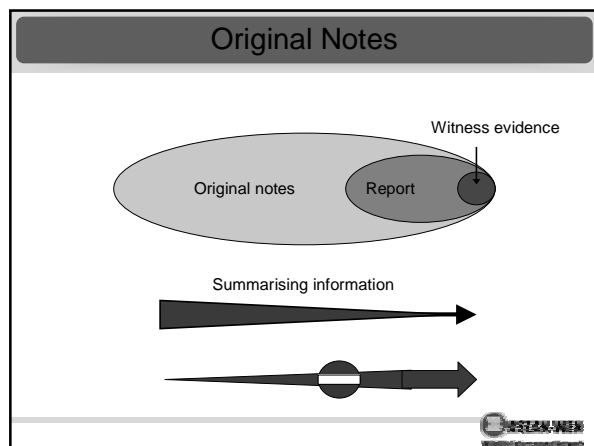 Original Notes
Witness evidence
Original notes
Report
Summarising information